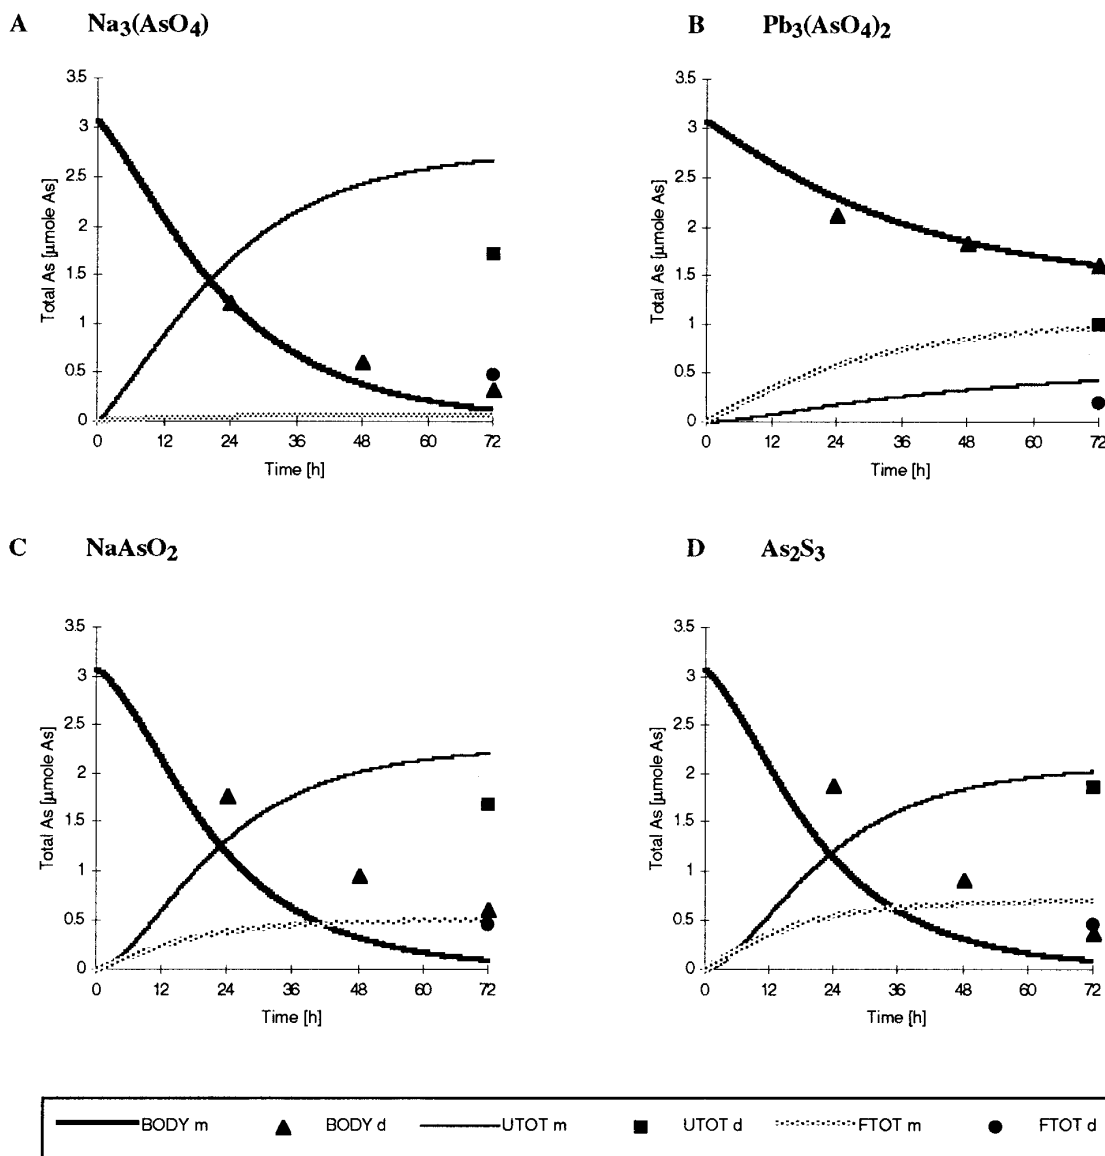 A Na3(AsO4)
3.5
3
2.5
2
1.5
1
0.5
0
Total As [µmole As]
0 12 24 36 48 60 72
Time [h]
B Pb3(AsO4)2
3.5
3
2.5
2
1.5
1
0.5
0
Total As [µmole As]
0 12 24 36 48 60 72
Time [h]
C NaAsO2
3.5
3
2.5
2
1.5
1
0.5
0
Total As [µmole As]
0 12 24 36 48 60 72
Time [h]
D As2S3
3.5
3
2.5
2
1.5
1
0.5
0
Total As [µmole As]
0 12 24 36 48 60 72
Time [h]
BODY m BODY d UTOT m UTOT d FTOT m FTOT d